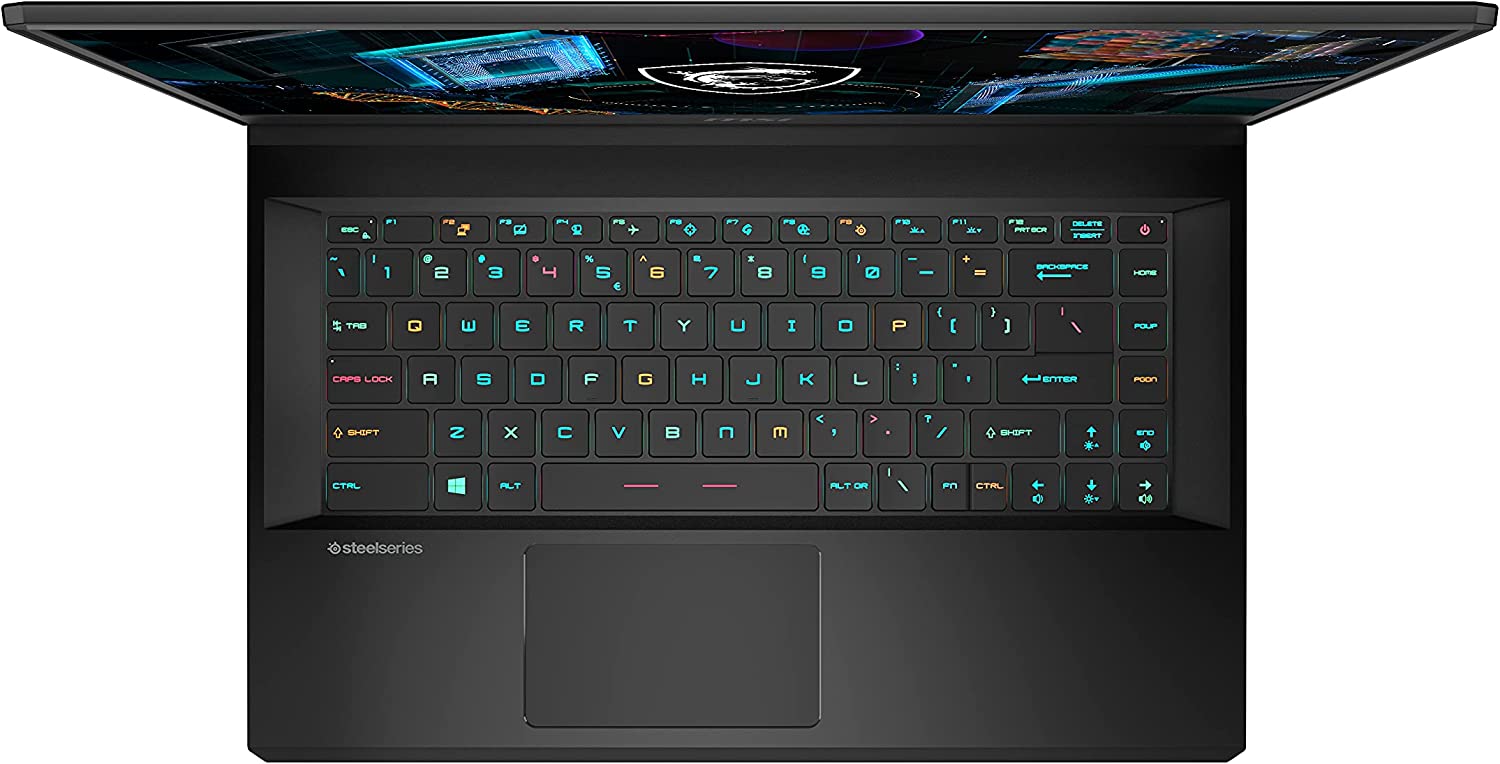 msi
ESC F1 F2 F3 F4 F5 F6 F7 F8 F9 F10 F11 F12 PRT SCR DELETE INSERT
~ ` ! 1 @ 2 # 3 $ 4 % 5 € ^ 6 & 7 * 8 ( 9 ) 0 _ - + = BACKSPACE HOME
TAB Q W E R T Y U I O P { [ } ] | \ PGUP
CAPS LOCK A S D F G H J K L : ; " ' ENTER PGDN
SHIFT Z X C V B N M < , > . ? / SHIFT ↑ END
CTRL ALT ALT GR | \ FN CTRL ← ↓ →
steelseries